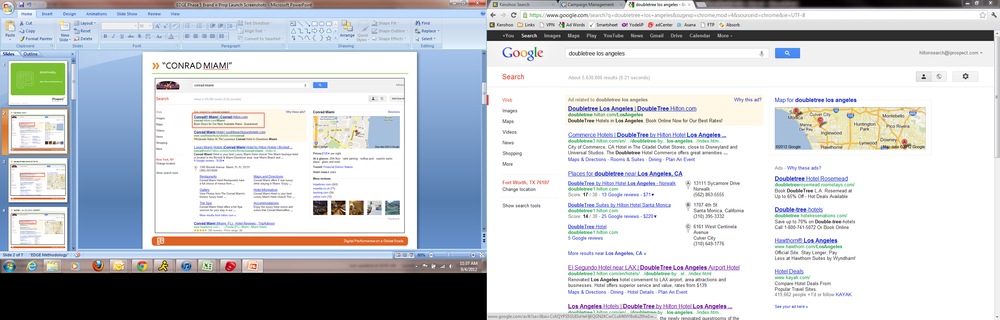 EDGE Phase 5 Brand + Prop Launch Screenshots - Microsoft PowerPoint
Home Insert Design Animations Slide Show Review View
Paste
Cut
Copy
Format Painter
Clipboard
New Slide
Layout
Reset
Delete
Slides
30
Font
Text Direction
Align Text
Convert to SmartArt
Paragraph
Arrange
Quick Styles
Shape Fill
Shape Outline
Shape Effects
Drawing
Find
Replace
Select
Editing
Slides Outline
1
EDGE PHASE 5
iProspect
2
3
4
» “CONRAD MIAMI”
Google
conrad miami
hiltons
Search
About 2,310,000 results (0.26 seconds)
SafeSearch
Web
Images
Maps
Videos
News
Shopping
More
New York, NY
Change location
Show search tools
Ads related to conrad miami
Why these ads?
Conrad® Miami | Conrad.Hilton.com
conrad.hilton.com/Miami
Book Direct for Our Best Available Rates. Guaranteed.
Conrad Miami Hotel | southbeachluxuryhotels.com
www.southbeachluxuryhotels.com/conrad
Wholesale Rates At The Luxurious Conrad Hotel In Downtown Miami
Luxury Miami Hotels |Conrad Miami Hotel by Hilton Hotels | Brickell ...
conradhotels3.hilton.com/en/hotels/florida/conrad-miami.../index.ht...
Conrad Miami Hotel is your best Luxury Miami Hotel choice! This Miami boutique hotel
is located in the Brickell & Miami Downtown area, near Miami Beach and ...
9 Google reviews - $126▾
1395 Brickell Avenue Miami, FL 33131
(305) 503-6500
Restaurants
Conrad Miami Hotel Restaurants have
a full choice of menus from ...
Maps and Directions
Conrad Miami offers 5 star luxury
while staying in Miami. Enjoy ...
Gallery
View Photos from The Conrad Miami's
historic luxury hotel ...
Hotel Information
Conrad Miami Hotel is your best
Luxury Miami Hotel choice! This ...
The Spa
Conrad Miami Hotel offers a full Spa
services for your stay in our ...
Accommodations
Enjoy the luxury hotel rooms and
suites that Conrad Miamioffers ...
More results from hilton.com »
Conrad Miami (Miami, FL) - Hotel Reviews - TripAdvisor
www.tripadvisor.com › ... › Florida (FL) › Miami › Miami Hotels
385 reviews - Price range: $$
Conrad Miami
Directions
©2012 Google
Map data ©2012 Google
Prices:$126▾ per night
At a glance: 25th floor · valet parking · rooftop pool · espirito santo
plaza · glass and steel
Transit: Financial District Station
Hotel class:4 stars
More reviews
tripadvisor.com (243)
expedia.co.uk (71)
booking.com (34)
yahoo.com (12)
Feedback
iP
Digital Performance on a Global Scale.
Slide 2 of 7 "EDGE Methodology" 80%
11:37 AM
9/4/2012
Kenshoo Search
Campaign Management
doubletree los angeles - Go
https://www.google.com/search?q=doubletree+los+angeles&sugexp=chrome,mod=4&sourceid=chrome&ie=UTF-8
Kenshoo Links VPN Ad Words Smartsheet YodeliP adCenter Asana FTP Absorb
+You Search Images Maps Play YouTube News Gmail Drive Calendar More
Google
doubletree los angeles
hiltonsearch@iprospect.com
Search
About 5,630,000 results (0.21 seconds)
Web
Images
Maps
Videos
News
Shopping
More
Fort Worth, TX 76107
Change location
Show search tools
Ad related to doubletree los angeles
Why this ad?
Doubletree Los Angeles | DoubleTree.Hilton.com
doubletree.hilton.com/LosAngeles
DoubleTree Hotels in Los Angeles. Book Online Now for Our Best Rates!
Commerce Hotels | DoubleTree by Hilton Hotel Los Angeles ...
doubletree3.hilton.com/en/.../doubletree-by...los-angeles.../index.htm...
City of Commerce, CA Hotel in The Citadel Outlet Stores, close to Disneyland and
Universal Studios. The Doubletree Hotel Commerce offers great amenities ...
Maps & Directions - Rooms & Suites - Dining - Plan An Event
Places for doubletree near Los Angeles, CA
DoubleTree by Hilton Hotel Los Angeles - Norwalk
doubletree1.hilton.com
Score: 17 / 30 - 13 Google reviews - $71▾
A
13111 Sycamore Drive
Norwalk
(562) 863-5555
DoubleTree Suites by Hilton Hotel Santa Monica
doubletree1.hilton.com
Score: 14 / 30 - 25 Google reviews - $220▾
B
1707 4th St
Santa Monica, California
(310) 395-3332
DoubleTree Hotel
doubletree1.hilton.com
5 Google reviews
C
6161 West Centinela
Avenue
Culver City
(310) 649-1776
More results near Los Angeles, CA »
El Segundo Hotel near LAX | DoubleTree Los Angeles Airport Hotel
doubletree3.hilton.com/en/hotels/.../doubletree-by...el.../index.html
Renovated Los Angeles hotel convenient to LAX airport, area attractions and
businesses. Hotel offers superior service and value, rates from $139.
Maps & Directions - Dining - Hotel Details - Plan An Event
Los Angeles Hotels | DoubleTree by Hilton Hotel Los Angeles ...
doubletree3.hilton.com/en/.../doubletree-by...los-angeles.../index.htm...
, the newly renovated guestrooms of the
www.google.com/aclk?sa=l&ai=CrAQYPS5GUI3xHeHj6QGN24CwCLuMtNYBo6z20he1w...
Map for doubletree los angeles
Santa Monica
Culver City
Marina Del Rey
Inglewood
Hawthorne
Huntington Park
Montebello
Pico Rivera
Downey
Lynwood
10
110
605
©2012 Google
Map data ©2012 Google
Ads - Why these ads?
Doubletree Hotel Rosemead
doubletreerosemead.roomstays.com/
Book DoubleTree L.A. Rosemead at
Up to 65% Off - Hot Deals Available
Double-tree-hotels
doubletree.hotelreservations.com/
Save up to 70% on Double-tree-hotels
Call 1-800-741-5072 Or Book Online
Hawthorn® Los Angeles
www.hawthorn.com/LosAngeles
Official Site. Stay Longer, Pay
Less at Hawthorn Suites by Wyndham!
Hotel Deals
www.kayak.com/
Compare Hotel Deals From
Popular Travel Sites.
419,662 people +1'd or follow KAYAK
See your ad here »